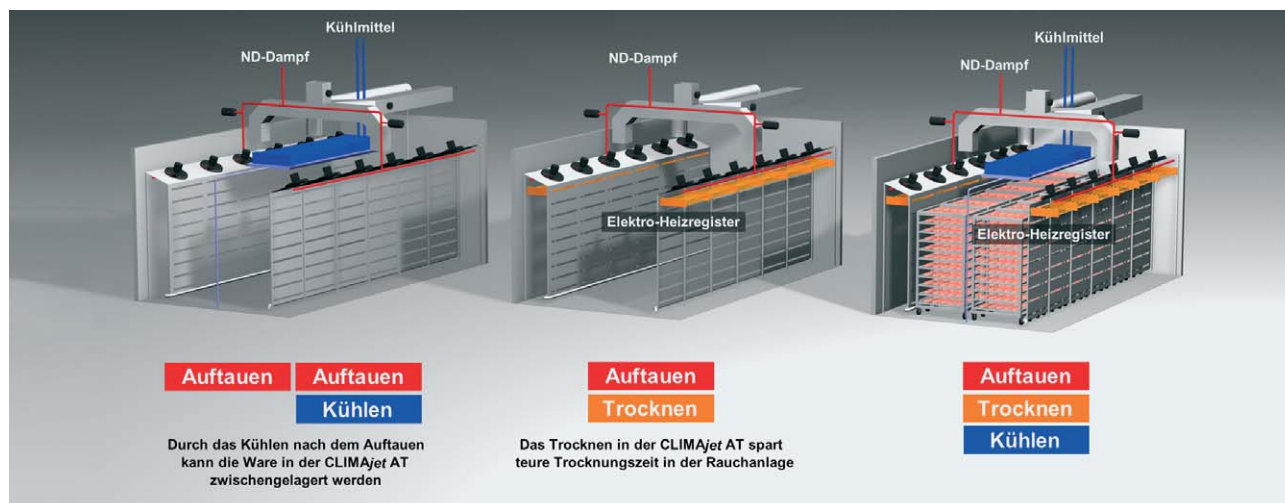 Kühlmittel
ND-Dampf
Auftauen Auftauen
Kühlen
Durch das Kühlen nach dem Auftauen
kann die Ware in der CLIMAjet AT
zwischengelagert werden
ND-Dampf
Elektro-Heizregister
Auftauen
Trocknen
Das Trocknen in der CLIMAjet AT spart
teure Trocknungszeit in der Rauchanlage
Kühlmittel
ND-Dampf
Elektro-Heizregister
Auftauen
Trocknen
Kühlen